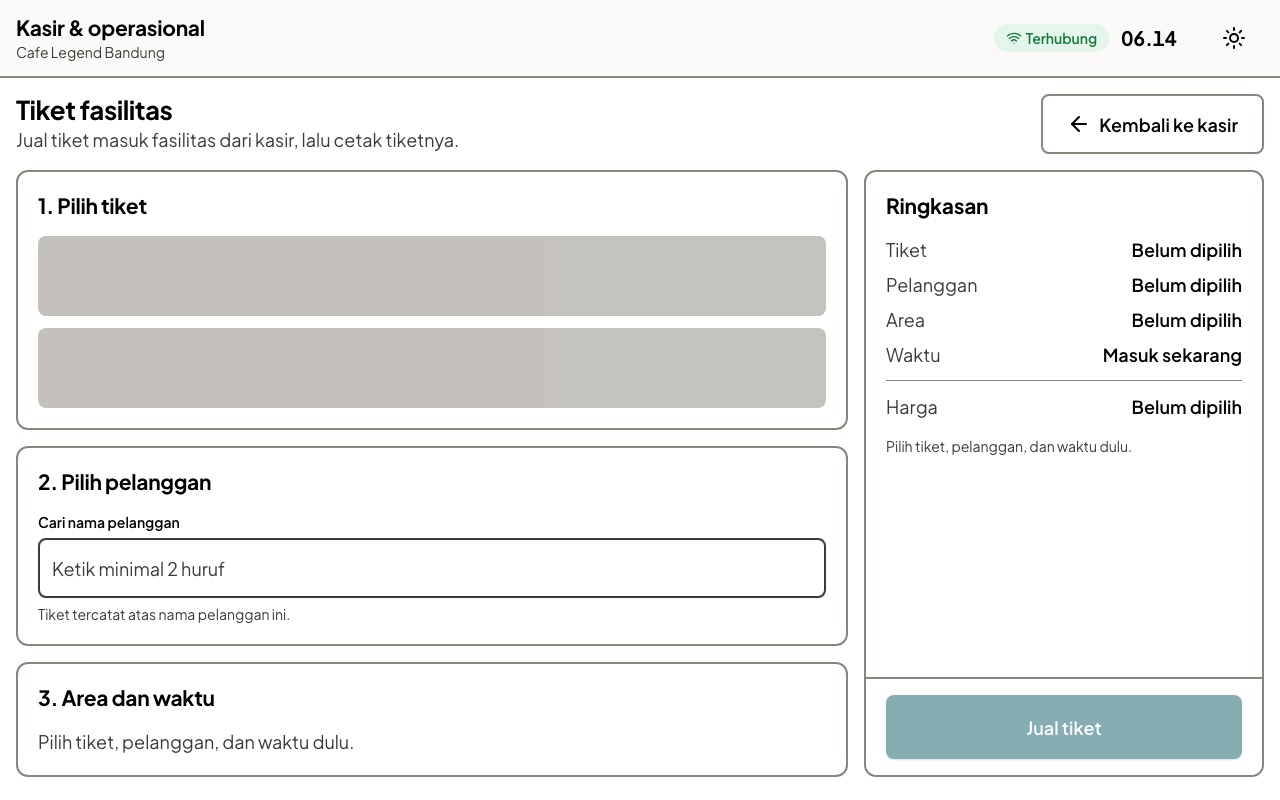 Kasir & operasional
Cafe Legend Bandung
Terhubung
06.14
Tiket fasilitas
Jual tiket masuk fasilitas dari kasir, lalu cetak tiketnya.
Kembali ke kasir
1. Pilih tiket
2. Pilih pelanggan
Cari nama pelanggan
Ketik minimal 2 huruf
Tiket tercatat atas nama pelanggan ini.
3. Area dan waktu
Pilih tiket, pelanggan, dan waktu dulu.
Ringkasan
Tiket Belum dipilih
Pelanggan Belum dipilih
Area Belum dipilih
Waktu Masuk sekarang
Harga Belum dipilih
Pilih tiket, pelanggan, dan waktu dulu.
Jual tiket